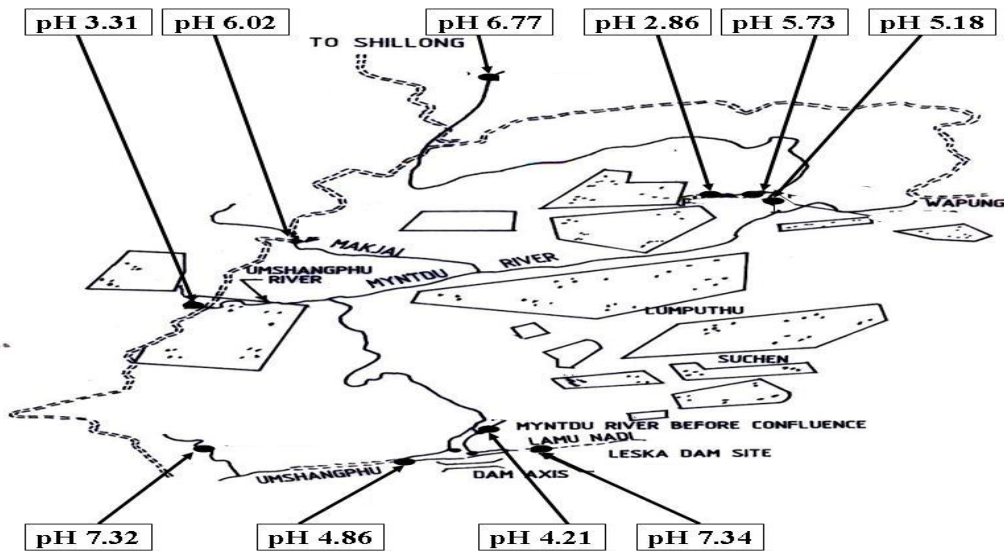 pH 3.31
pH 6.02
pH 6.77
pH 2.86
pH 5.73
pH 5.18
TO SHILLONG
WAPUNG
MAKJAI
UMSHANGPHU
RIVER
MYNTDU
RIVER
LUMPUTHU
SUCHEN
MYNTDU RIVER BEFORE CONFLUENCE
LAMU NADI
LESKA DAM SITE
UMSHANGPHU
DAM AXIS
pH 7.32
pH 4.86
pH 4.21
pH 7.34